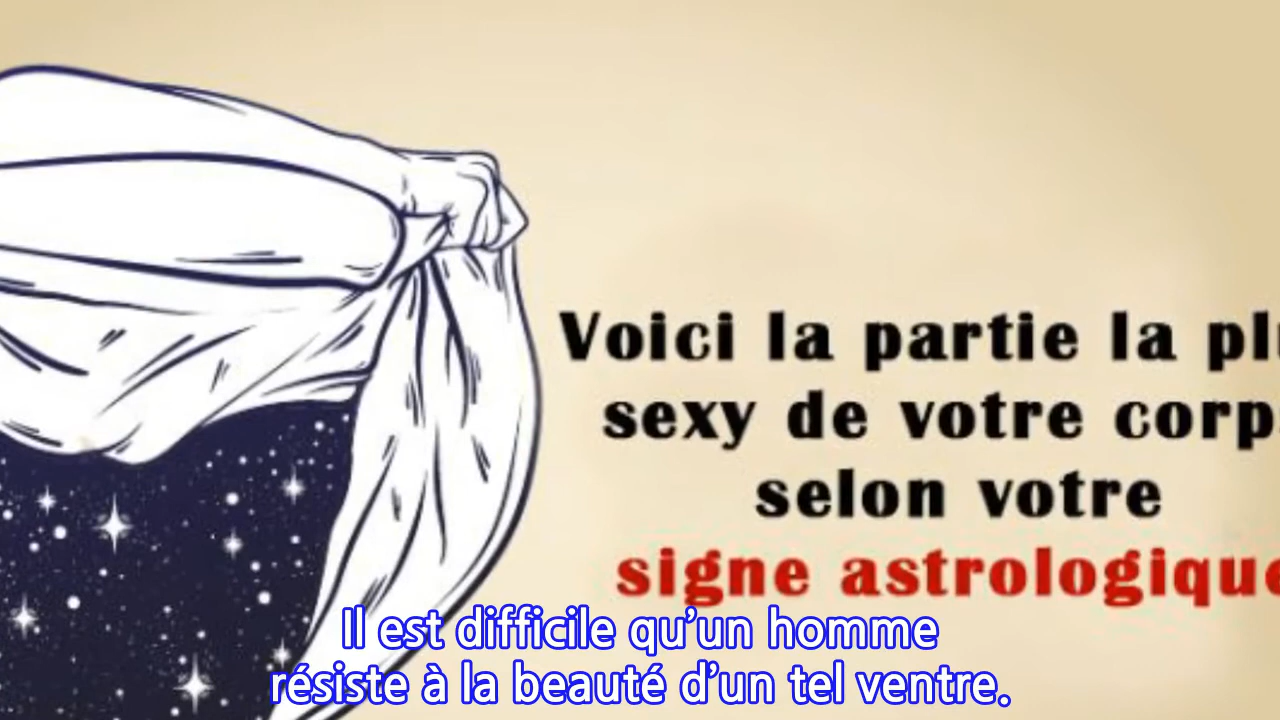 Voici la partie la pl
sexy de votre corp
selon votre
signe astrologique
Il est difficile qu’un homme
résiste à la beauté d’un tel ventre.